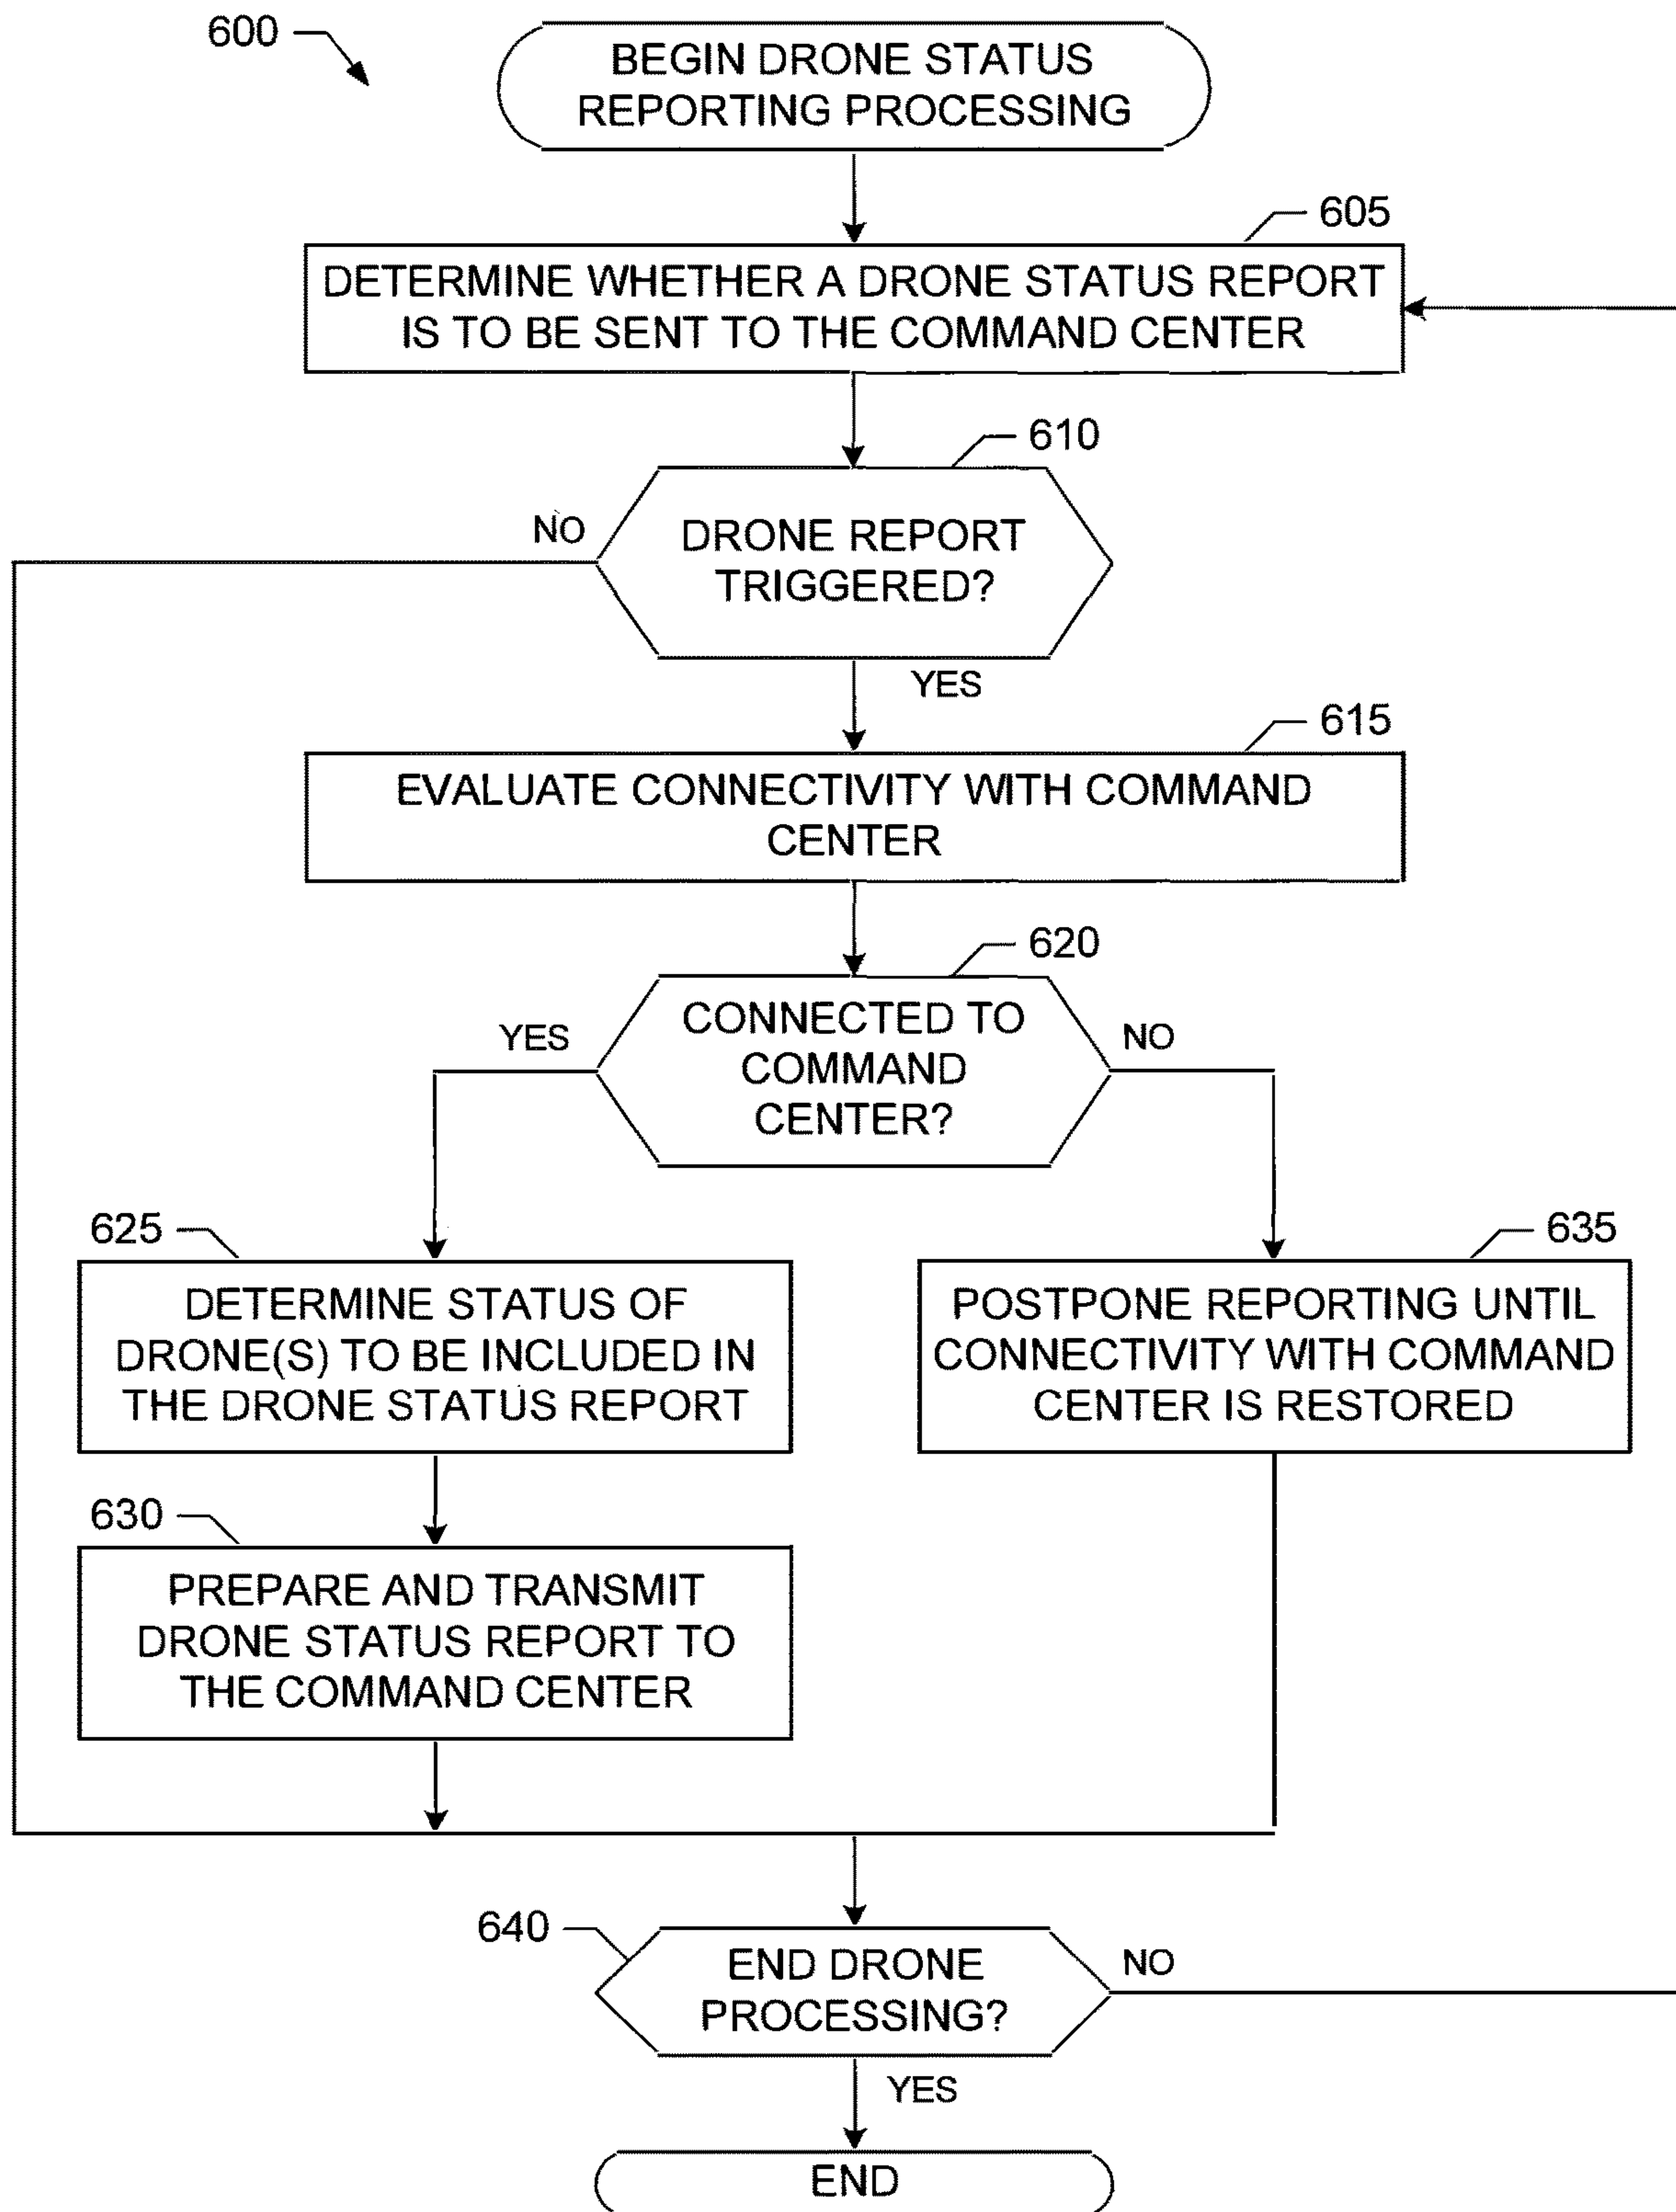 600
BEGIN DRONE STATUS
REPORTING PROCESSING
605
DETERMINE WHETHER A DRONE STATUS REPORT
IS TO BE SENT TO THE COMMAND CENTER
610
NO
DRONE REPORT
TRIGGERED?
YES
615
EVALUATE CONNECTIVITY WITH COMMAND
CENTER
620
YES
CONNECTED TO
COMMAND
CENTER?
NO
625
DETERMINE STATUS OF
DRONE(S) TO BE INCLUDED IN
THE DRONE STATUS REPORT
635
POSTPONE REPORTING UNTIL
CONNECTIVITY WITH COMMAND
CENTER IS RESTORED
630
PREPARE AND TRANSMIT
DRONE STATUS REPORT TO
THE COMMAND CENTER
640
END DRONE
PROCESSING?
NO
YES
END